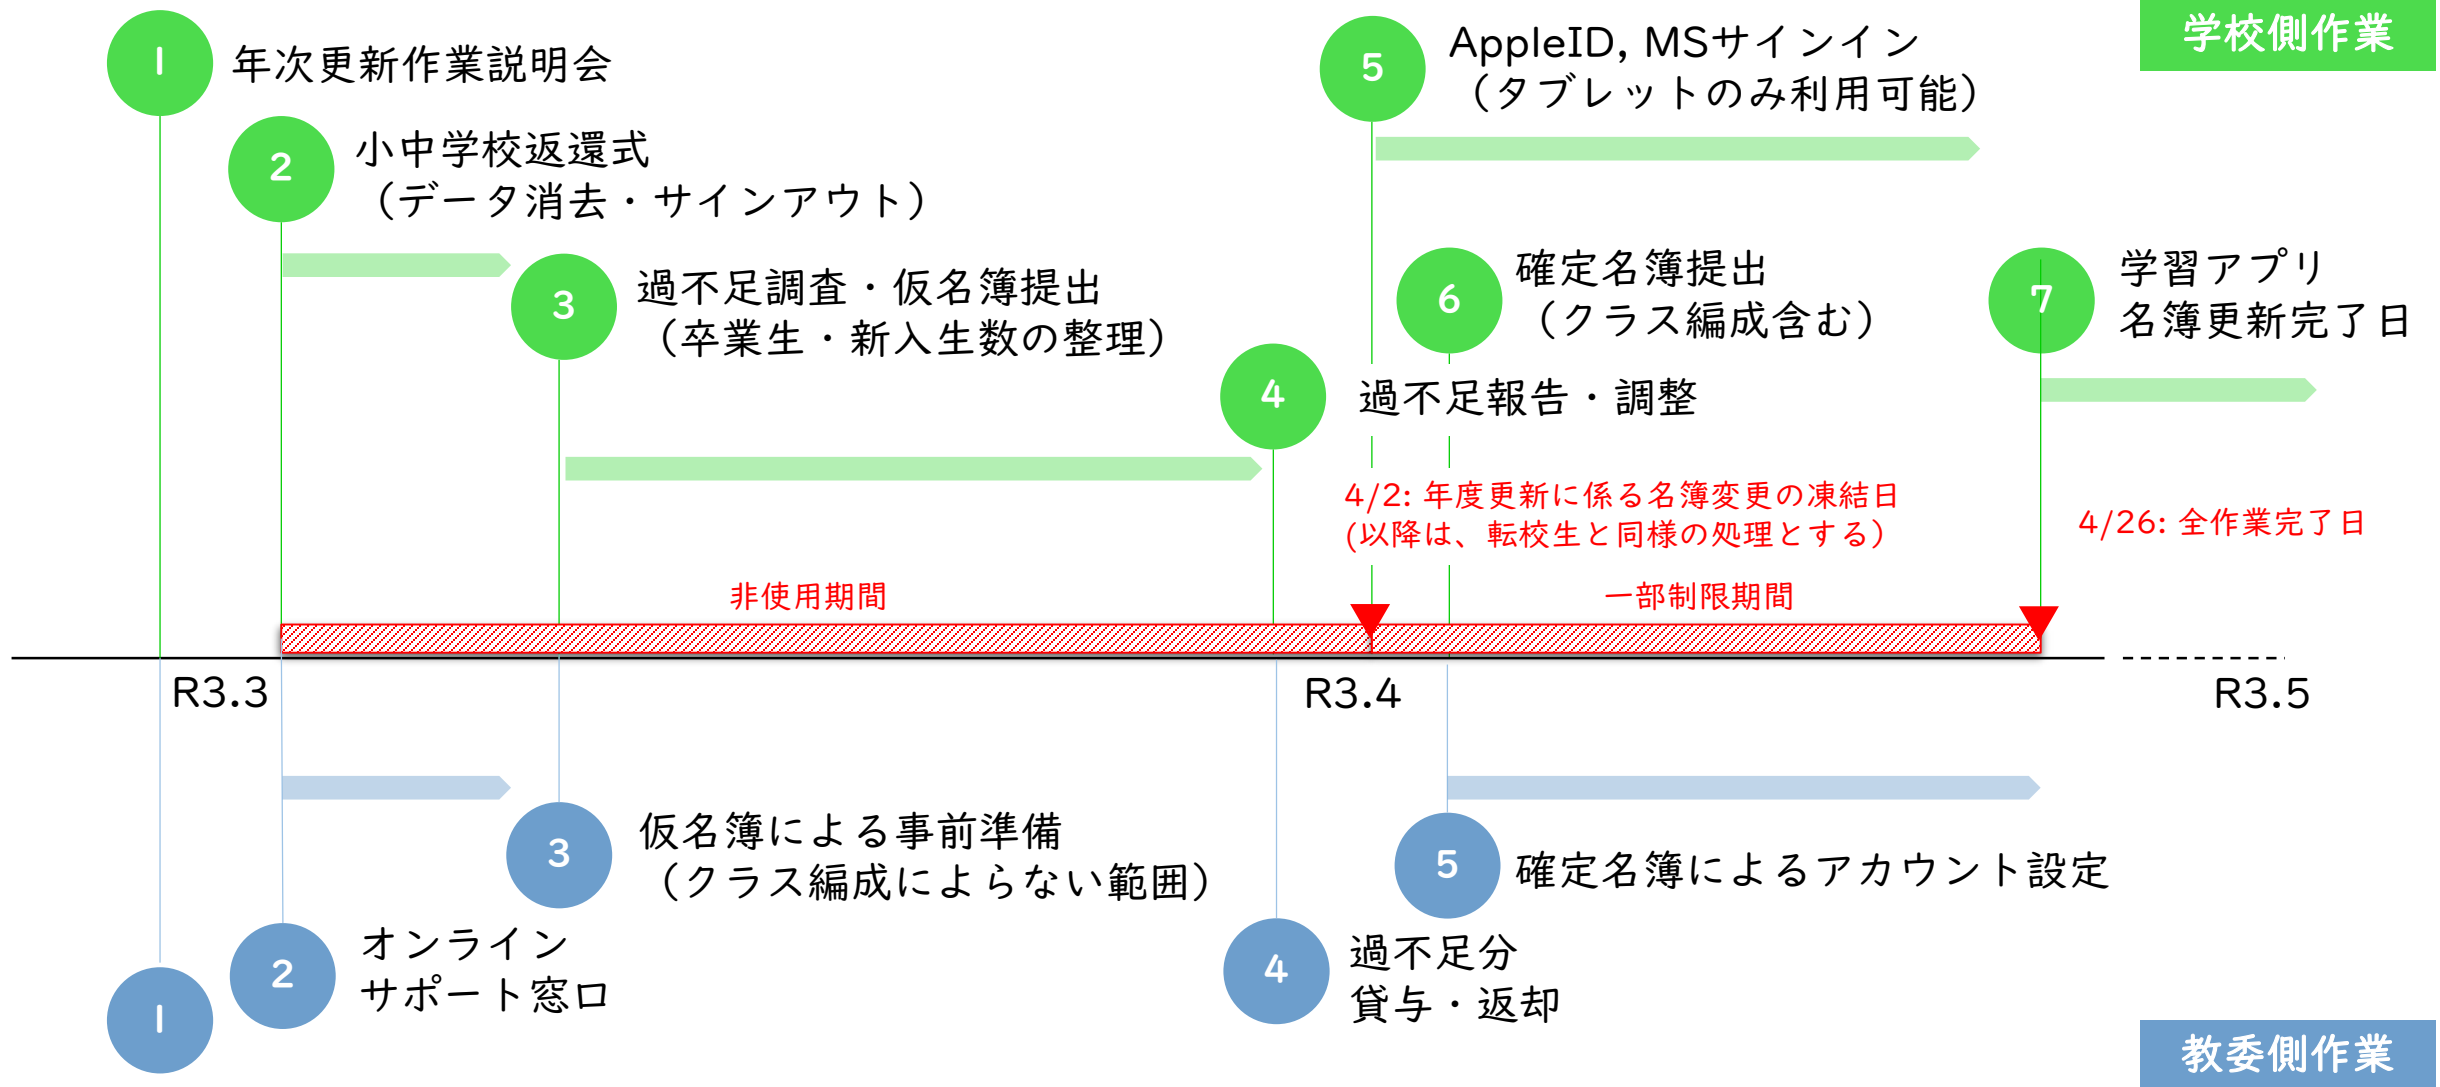 学校側作業
1
年次更新作業説明会
2
小中学校返還式
（データ消去・サインアウト）
3
過不足調査・仮名簿提出
（卒業生・新入生数の整理）
4
過不足報告・調整
5
AppleID, MSサインイン
（タブレットのみ利用可能）
6
確定名簿提出
（クラス編成含む）
7
学習アプリ
名簿更新完了日
4/2: 年度更新に係る名簿変更の凍結日
(以降は、転校生と同様の処理とする）
4/26: 全作業完了日
非使用期間
一部制限期間
R3.3
R3.4
R3.5
1
2
オンライン
サポート窓口
3
仮名簿による事前準備
（クラス編成によらない範囲）
4
過不足分
貸与・返却
5
確定名簿によるアカウント設定
教委側作業